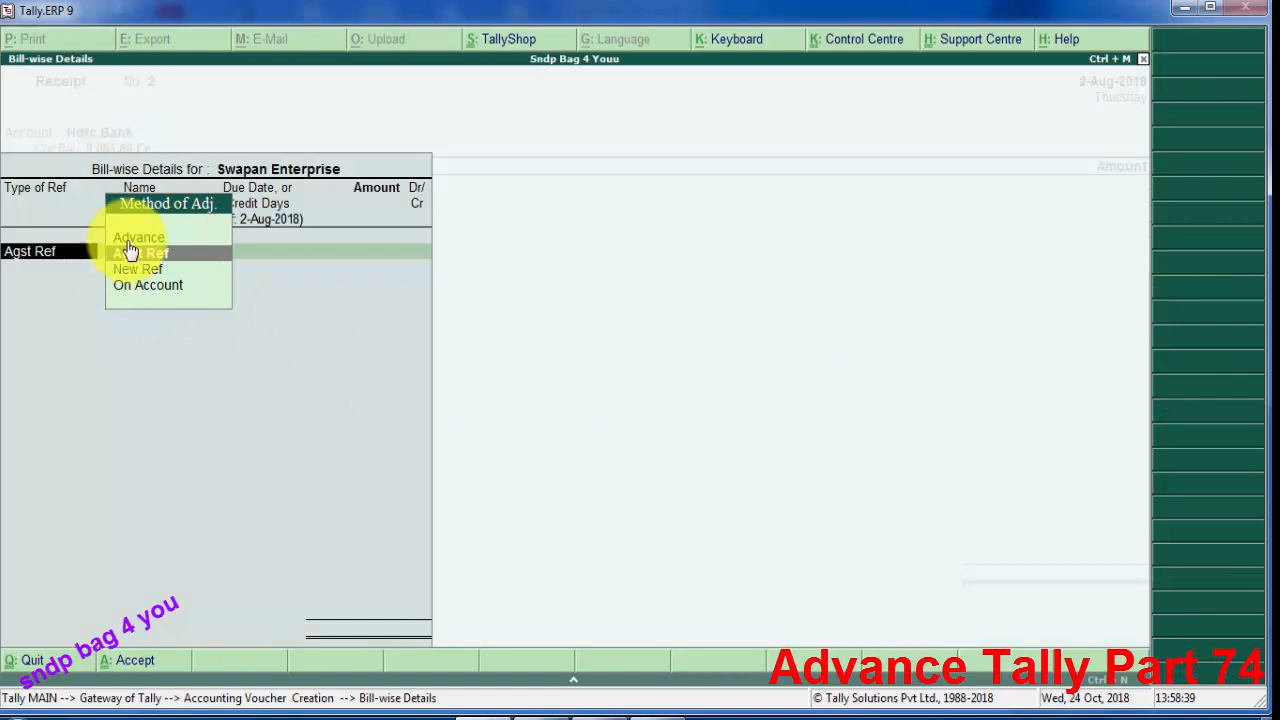 Tally.ERP 9
P: Print E: Export M: E-Mail O: Upload S: TallyShop G: Language K: Keyboard K: Control Centre H: Support Centre H: Help
Bill-wise Details Sndp Bag 4 Youu Ctrl + M
Receipt No. 2 2-Aug-2018
Thursday
Account Hdfc Bank
Amount
Bill-wise Details for : Swapan Enterprise
Type of Ref Name Due Date, or Amount Dr/
Method of Adj. Credit Days Cr
2-Aug-2018)
Advance
Agst Ref Agst Ref
New Ref
On Account
sndp bag 4 you
Q: Quit A: Accept
Advance Tally Part 74
Ctrl + N
Tally MAIN --> Gateway of Tally --> Accounting Voucher Creation --> Bill-wise Details © Tally Solutions Pvt Ltd., 1988-2018 Wed, 24 Oct, 2018 13:58:39